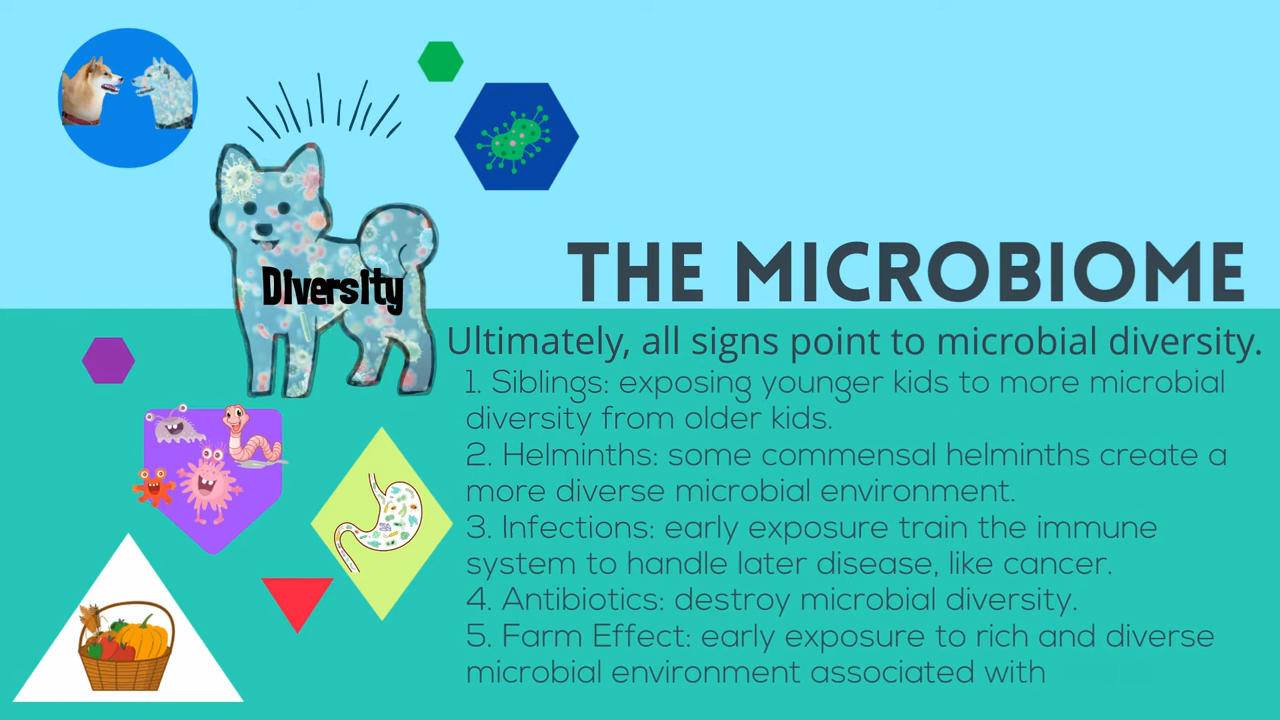 Diversity
THE MICROBIOME
Ultimately, all signs point to microbial diversity.
1. Siblings: exposing younger kids to more microbial
diversity from older kids.
2. Helminths: some commensal helminths create a
more diverse microbial environment.
3. Infections: early exposure train the immune
system to handle later disease, like cancer.
4. Antibiotics: destroy microbial diversity.
5. Farm Effect: early exposure to rich and diverse
microbial environment associated with